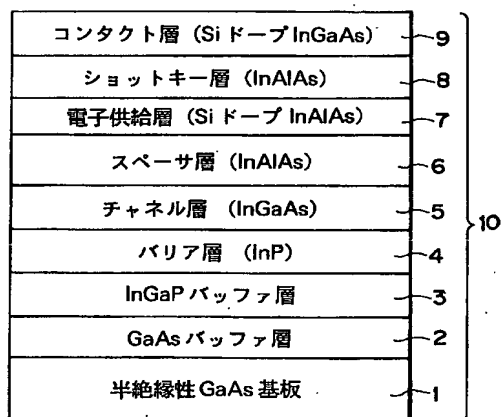 コンタクト層 (Si ドープ InGaAs) 9
ショットキー層 (InAlAs) 8
電子供給層 (Si ドープ InAlAs) 7
スペーサ層 (InAlAs) 6
チャネル層 (InGaAs) 5
10
バリア層 (InP) 4
InGaP バッファ層 3
GaAs バッファ層 2
半絶縁性 GaAs 基板 1